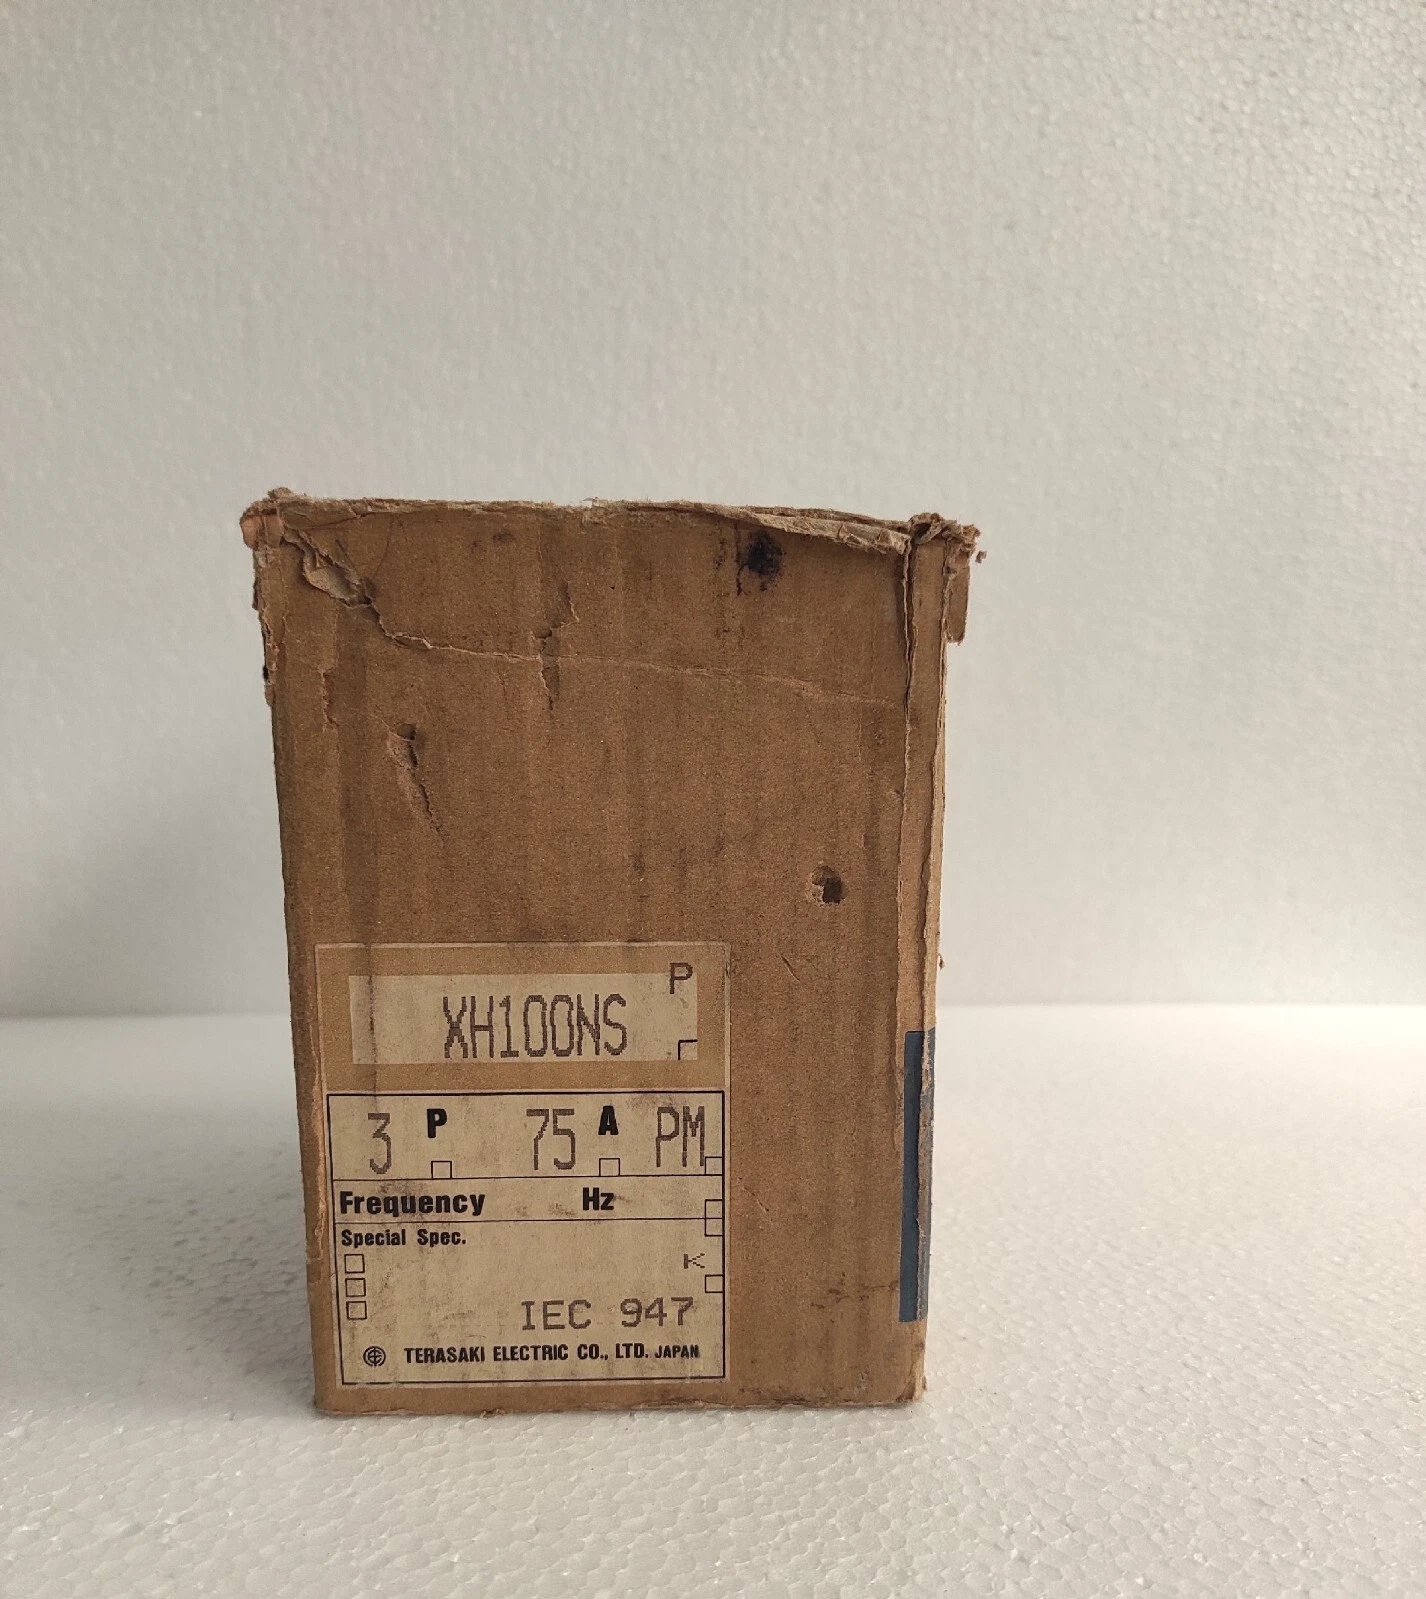 P
XH100NS
3 P 75 A PM
Frequency Hz
Special Spec.
K
IEC 947
TERASAKI ELECTRIC CO., LTD. JAPAN